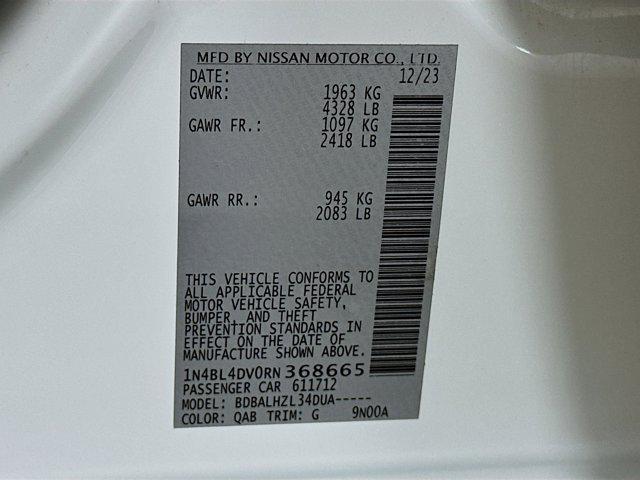 MFD BY NISSAN MOTOR CO., LTD.
DATE: 12/23
GVWR: 1963 KG
4328 LB
GAWR FR.: 1097 KG
2418 LB
GAWR RR.: 945 KG
2083 LB
THIS VEHICLE CONFORMS TO
ALL APPLICABLE FEDERAL
MOTOR VEHICLE SAFETY,
BUMPER, AND THEFT
PREVENTION STANDARDS IN
EFFECT ON THE DATE OF
MANUFACTURE SHOWN ABOVE.
1N4BL4DV0RN368665
PASSENGER CAR 611712
MODEL: BDBALHZL34DUA-----
COLOR: QAB TRIM: G 9N00A